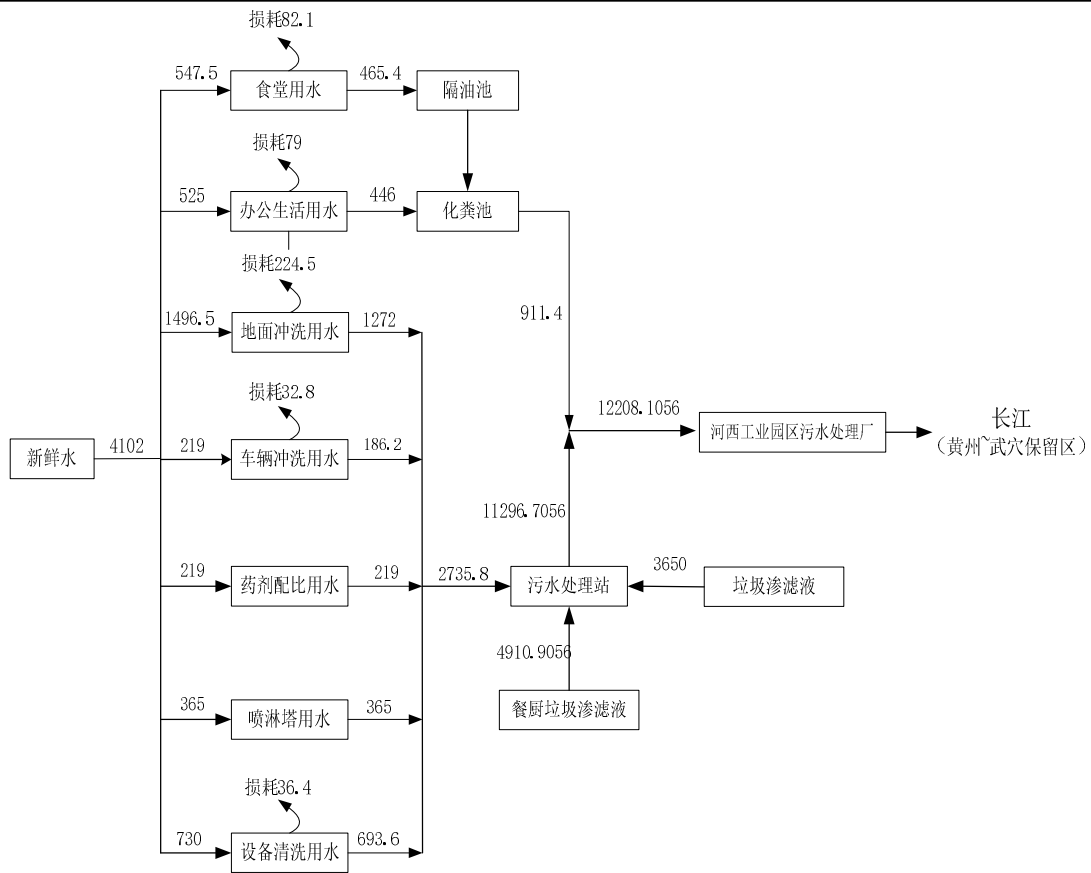 损耗82.1
547.5
食堂用水
465.4
隔油池
损耗79
525
办公生活用水
446
化粪池
损耗224.5
1496.5
地面冲洗用水
1272
911.4
损耗32.8
新鲜水
4102
219
车辆冲洗用水
186.2
12208.1056
河西工业园区污水处理厂
长江
（黄州~武穴保留区）
11296.7056
219
药剂配比用水
219
2735.8
污水处理站
3650
垃圾渗滤液
4910.9056
365
喷淋塔用水
365
餐厨垃圾渗滤液
损耗36.4
730
设备清洗用水
693.6